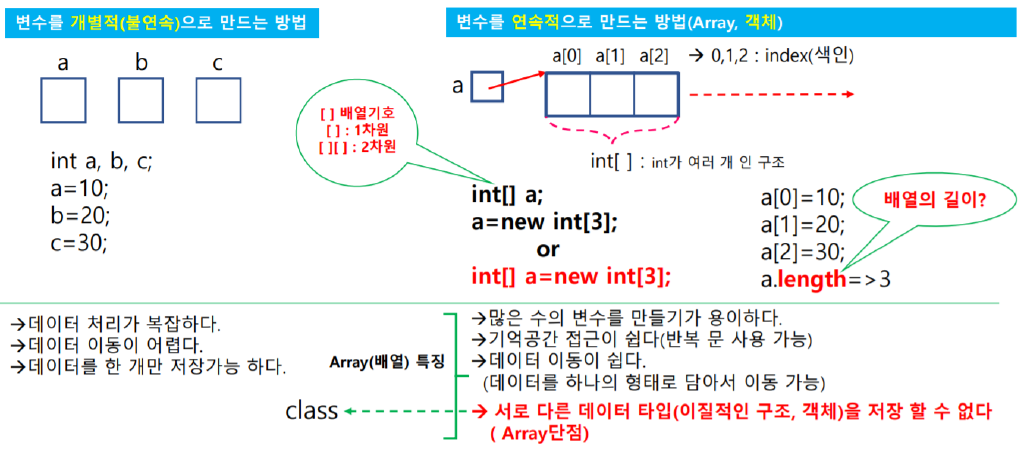 변수를 개별적(불연속)으로 만드는 방법
a b c
int a, b, c;
a=10;
b=20;
c=30;
변수를 연속적으로 만드는 방법(Array, 객체)
a[0] a[1] a[2] → 0,1,2 : index(색인)
a
[ ] 배열기호
[ ] : 1차원
[ ][ ] : 2차원
int[ ] : int가 여러 개 인 구조
int[] a;
a=new int[3];
or
int[] a=new int[3];
a[0]=10;
a[1]=20;
a[2]=30;
a.length=>3
배열의 길이?
→데이터 처리가 복잡하다.
→데이터 이동이 어렵다.
→데이터를 한 개만 저장가능 하다.
Array(배열) 특징
→많은 수의 변수를 만들기가 용이하다.
→기억공간 접근이 쉽다(반복 문 사용 가능)
→데이터 이동이 쉽다.
(데이터를 하나의 형태로 담아서 이동 가능)
class
→ 서로 다른 데이터 타입(이질적인 구조, 객체)을 저장 할 수 없다
( Array단점)